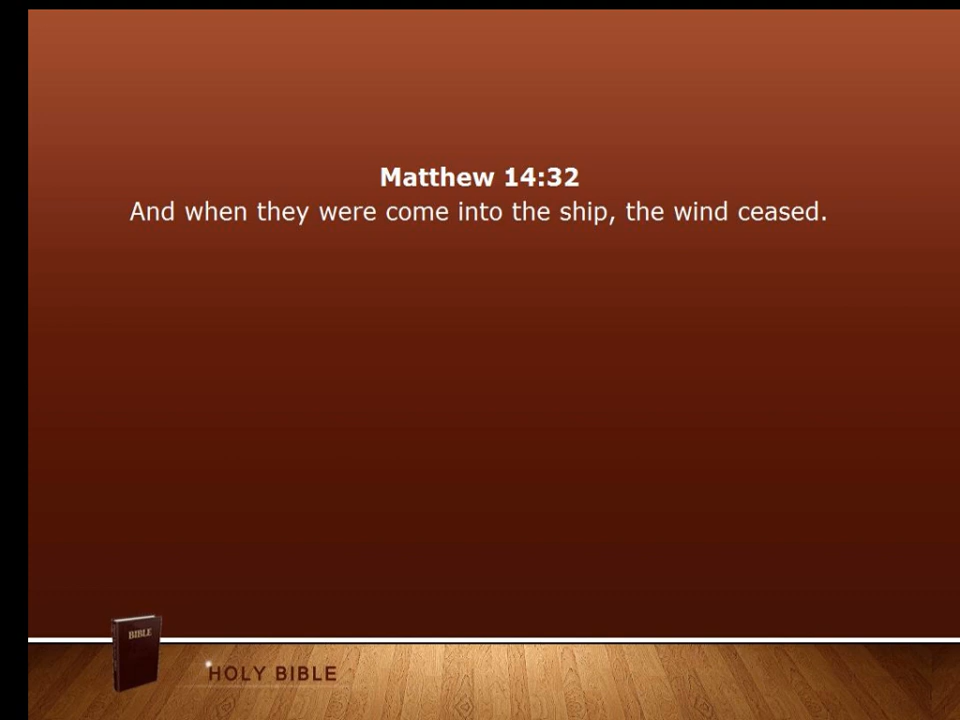 Matthew 14:32
And when they were come into the ship, the wind ceased.
BIBLE
HOLY BIBLE